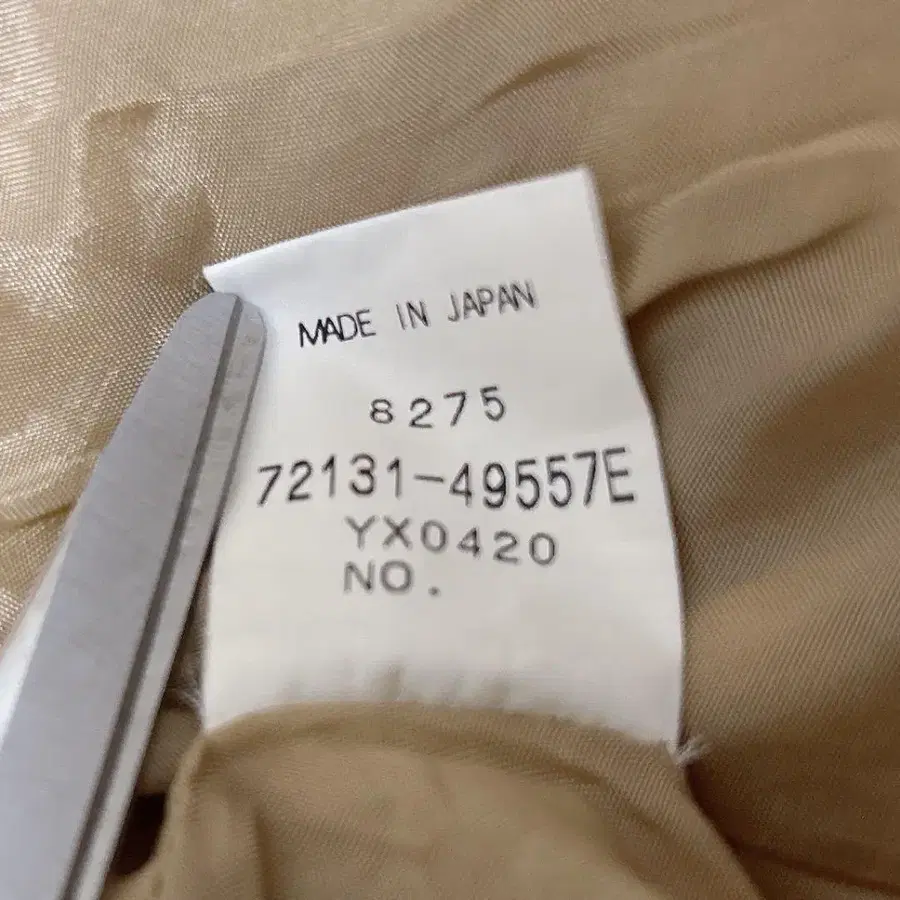 MADE IN JAPAN
8275
72131-49557E
YX0420
NO.